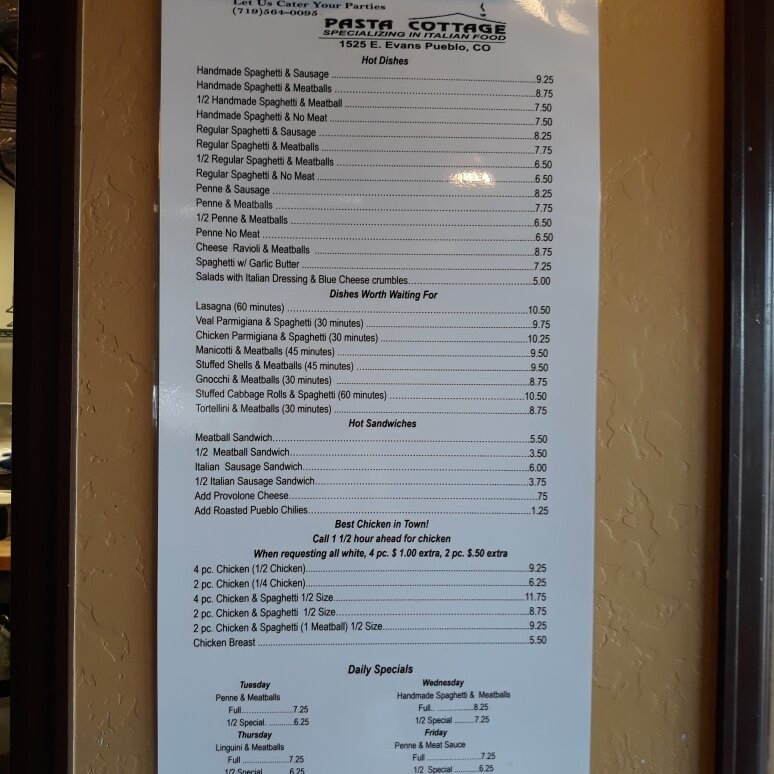 Let Us Cater Your Parties
(719)564-0095
PASTA COTTAGE
SPECIALIZING IN ITALIAN FOOD
1525 E. Evans Pueblo, CO
Hot Dishes
Handmade Spaghetti & Sausage 9.25
Handmade Spaghetti & Meatballs 8.75
1/2 Handmade Spaghetti & Meatball 7.50
Handmade Spaghetti & No Meat 7.50
Regular Spaghetti & Sausage 8.25
Regular Spaghetti & Meatballs 7.75
1/2 Regular Spaghetti & Meatballs 6.50
Regular Spaghetti & No Meat 6.50
Penne & Sausage 8.25
Penne & Meatballs 7.75
1/2 Penne & Meatballs 6.50
Penne No Meat 6.50
Cheese Ravioli & Meatballs 8.75
Spaghetti w/ Garlic Butter 7.25
Salads with Italian Dressing & Blue Cheese crumbles 5.00
Dishes Worth Waiting For
Lasagna (60 minutes) 10.50
Veal Parmigiana & Spaghetti (30 minutes) 9.75
Chicken Parmigiana & Spaghetti (30 minutes) 10.25
Manicotti & Meatballs (45 minutes) 9.50
Stuffed Shells & Meatballs (45 minutes) 9.50
Gnocchi & Meatballs (30 minutes) 8.75
Stuffed Cabbage Rolls & Spaghetti (60 minutes) 10.50
Tortellini & Meatballs (30 minutes) 8.75
Hot Sandwiches
Meatball Sandwich 5.50
1/2 Meatball Sandwich 3.50
Italian Sausage Sandwich 6.00
1/2 Italian Sausage Sandwich 3.75
Add Provolone Cheese .75
Add Roasted Pueblo Chilies 1.25
Best Chicken in Town!
Call 1 1/2 hour ahead for chicken
When requesting all white, 4 pc. $ 1.00 extra, 2 pc. $.50 extra
4 pc. Chicken (1/2 Chicken) 9.25
2 pc. Chicken (1/4 Chicken) 6.25
4 pc. Chicken & Spaghetti 1/2 Size 11.75
2 pc. Chicken & Spaghetti 1/2 Size 8.75
2 pc. Chicken & Spaghetti (1 Meatball) 1/2 Size 9.25
Chicken Breast 5.50
Daily Specials
Tuesday
Penne & Meatballs
Full 7.25
1/2 Special. 6.25
Wednesday
Handmade Spaghetti & Meatballs
Full 8.25
1/2 Special 7.25
Thursday
Linguini & Meatballs
Full 7.25
1/2 Special 6.25
Friday
Penne & Meat Sauce
Full 7.25
1/2 Special 6.25